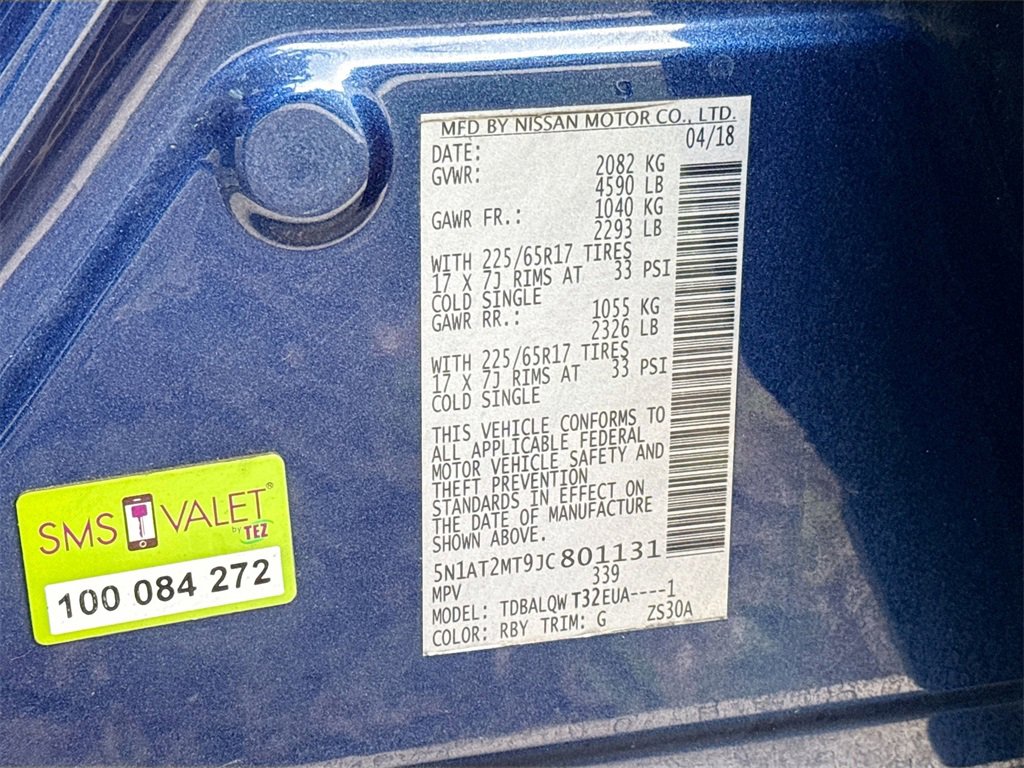 MFD BY NISSAN MOTOR CO., LTD.
DATE: 04/18
GVWR: 2082 KG
4590 LB
GAWR FR.: 1040 KG
2293 LB
WITH 225/65R17 TIRES
17 X 7J RIMS AT 33 PSI
COLD SINGLE
GAWR RR.: 1055 KG
2326 LB
WITH 225/65R17 TIRES
17 X 7J RIMS AT 33 PSI
COLD SINGLE
THIS VEHICLE CONFORMS TO
ALL APPLICABLE FEDERAL
MOTOR VEHICLE SAFETY AND
THEFT PREVENTION
STANDARDS IN EFFECT ON
THE DATE OF MANUFACTURE
SHOWN ABOVE.
5N1AT2MT9JC801131
MPV 339
MODEL: TDBALQWT32EUA----1
COLOR: RBY TRIM: G ZS30A
SMS VALET®
by TEZ
100 084 272